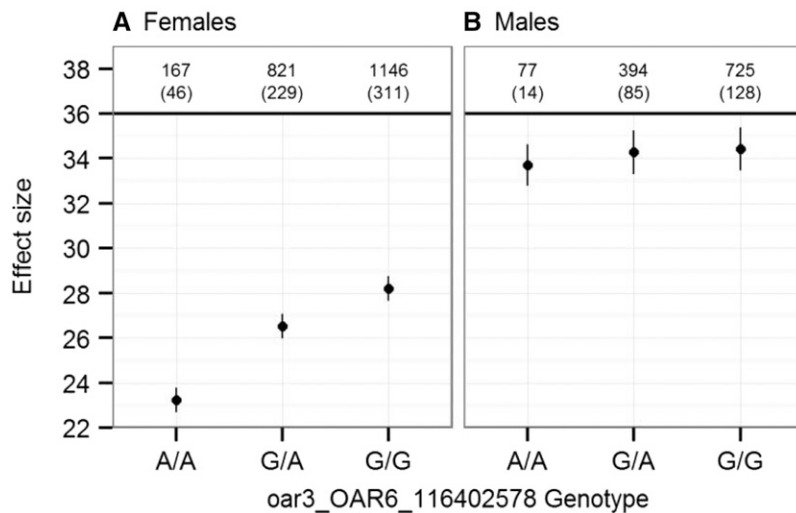 A Females
B Males
38
36
34
32
30
28
26
24
22
Effect size
167 821 1146
(46) (229) (311)
77 394 725
(14) (85) (128)
A/A G/A G/G
A/A G/A G/G
oar3_OAR6_116402578 Genotype